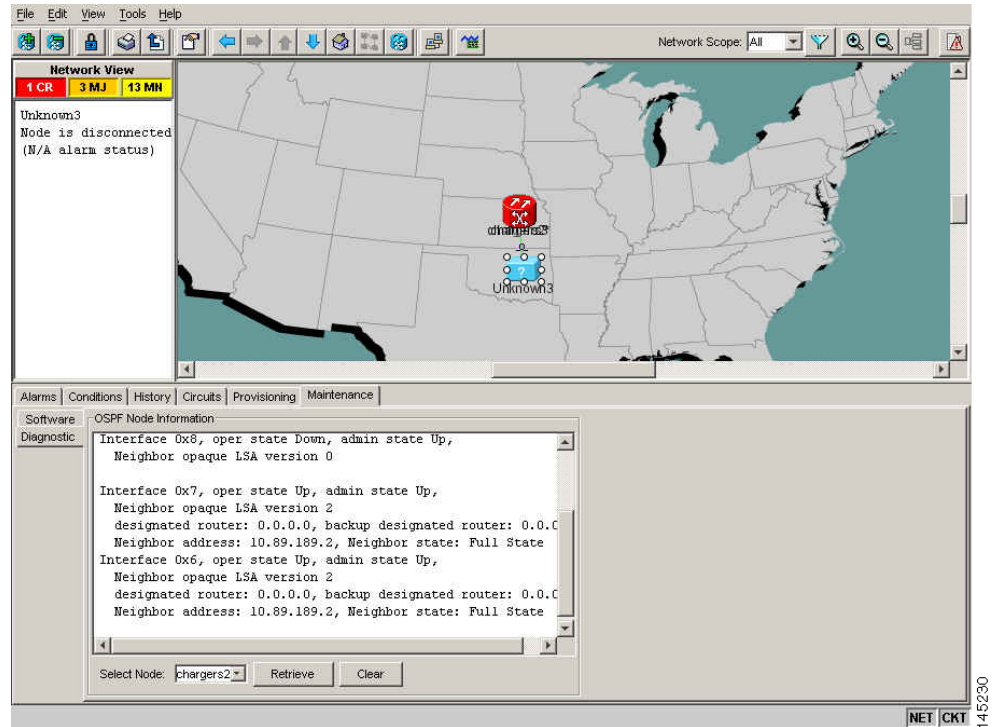 File Edit View Tools Help
Network Scope: All
Network View
1 CR 3 MJ 13 MN
Unknown3
Node is disconnected
(N/A alarm status)
?
Unknown3
Alarms Conditions History Circuits Provisioning Maintenance
Software
Diagnostic
OSPF Node Information
Interface 0x8, oper state Down, admin state Up,
Neighbor opaque LSA version 0
Interface 0x7, oper state Up, admin state Up,
Neighbor opaque LSA version 2
designated router: 0.0.0.0, backup designated router: 0.0.0
Neighbor address: 10.89.189.2, Neighbor state: Full State
Interface 0x6, oper state Up, admin state Up,
Neighbor opaque LSA version 2
designated router: 0.0.0.0, backup designated router: 0.0.0
Neighbor address: 10.89.189.2, Neighbor state: Full State
Select Node: chargers2 Retrieve Clear
NET CKT
145230